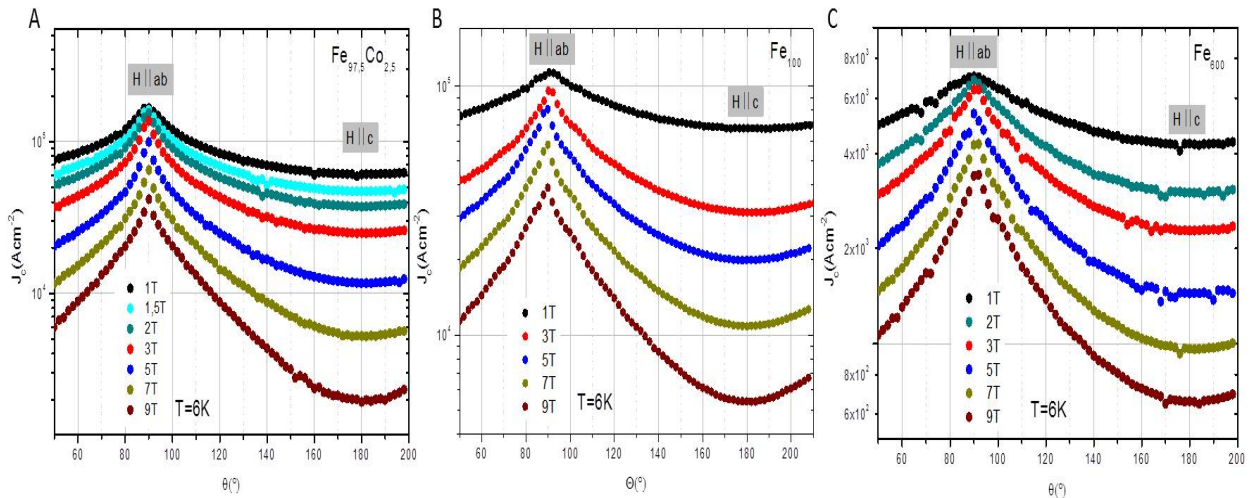 A
H || ab
Fe97,5Co2,5
H || c
10^5
10^4
Jc(Acm^-2)
1T
1,5T
2T
3T
5T
7T
9T
T=6K
60 80 100 120 140 160 180 200
θ(º)
B
H || ab
Fe100
H || c
10^5
10^4
Jc(Acm^-2)
1T
3T
5T
7T
9T
T=6K
60 80 100 120 140 160 180 200
Θ(º)
C
H || ab
Fe600
H || c
8x10^3
6x10^3
4x10^3
2x10^3
8x10^2
6x10^2
Jc(Acm^-2)
1T
2T
3T
5T
7T
9T
T=6K
60 80 100 120 140 160 180 200
θ(º)